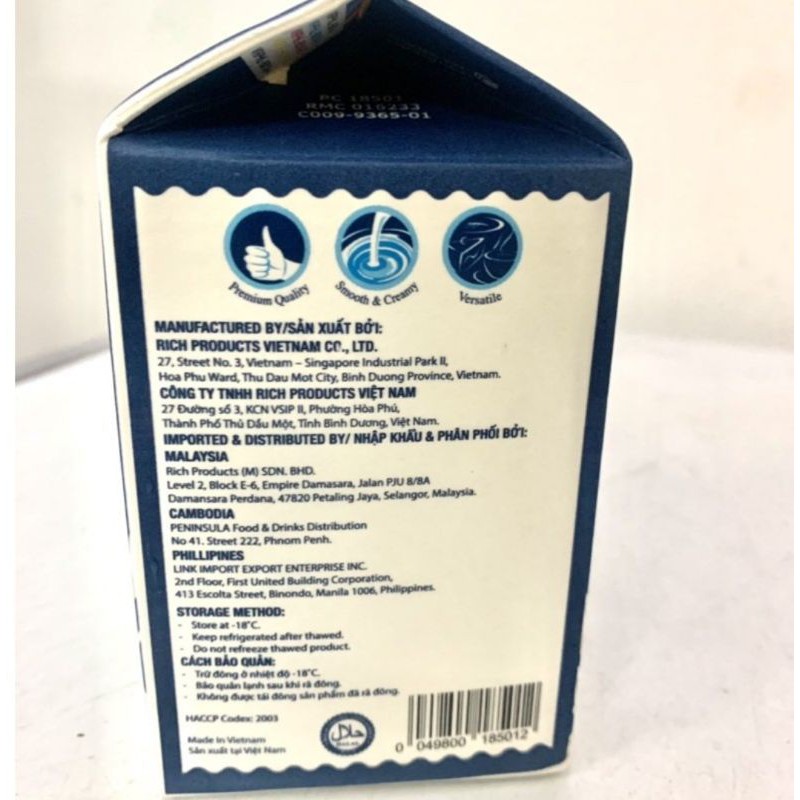 PC 18501
RMC 016233
C009-9365-01
Premium Quality
Smooth & Creamy
Versatile
MANUFACTURED BY/SẢN XUẤT BỞI:
RICH PRODUCTS VIETNAM CO., LTD.
27, Street No. 3, Vietnam – Singapore Industrial Park II,
Hoa Phu Ward, Thu Dau Mot City, Binh Duong Province, Vietnam.
CÔNG TY TNHH RICH PRODUCTS VIỆT NAM
27 Đường số 3, KCN VSIP II, Phường Hòa Phú,
Thành Phố Thủ Dầu Một, Tỉnh Bình Dương, Việt Nam.
IMPORTED & DISTRIBUTED BY/ NHẬP KHẨU & PHÂN PHỐI BỞI:
MALAYSIA
Rich Products (M) SDN. BHD.
Level 2, Block E-6, Empire Damasara, Jalan PJU 8/8A
Damansara Perdana, 47820 Petaling Jaya, Selangor, Malaysia.
CAMBODIA
PENINSULA Food & Drinks Distribution
No 41. Street 222, Phnom Penh.
PHILLIPINES
LINK IMPORT EXPORT ENTERPRISE INC.
2nd Floor, First United Building Corporation,
413 Escolta Street, Binondo, Manila 1006, Philippines.
STORAGE METHOD:
- Store at -18°C.
- Keep refrigerated after thawed.
- Do not refreeze thawed product.
CÁCH BẢO QUẢN:
- Trữ đông ở nhiệt độ -18°C.
- Bảo quản lạnh sau khi rã đông.
- Không được tái đông sản phẩm đã rã đông.
HACCP Codex: 2003
Made in Vietnam
Sản xuất tại Việt Nam
حلال
HALAL
0 049800 185012